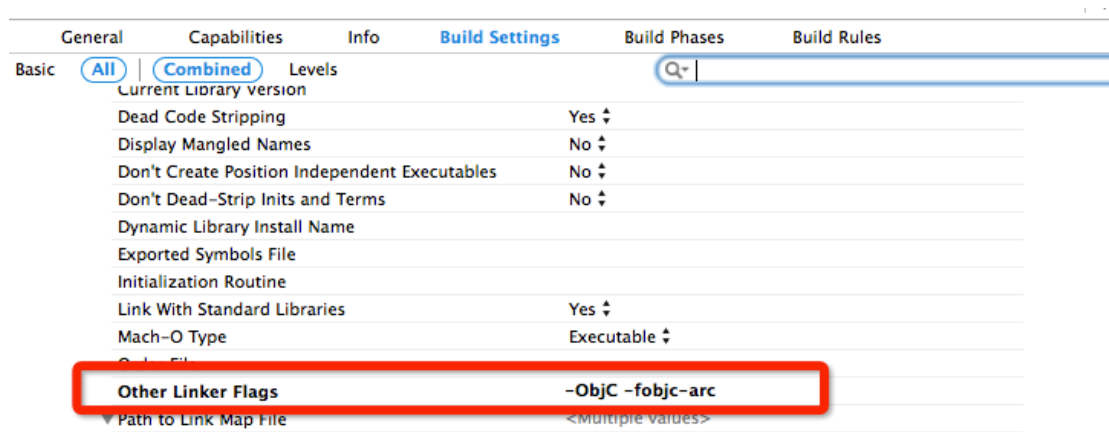 General Capabilities Info Build Settings Build Phases Build Rules
Basic All Combined Levels
Current Library Version
Dead Code Stripping Yes
Display Mangled Names No
Don't Create Position Independent Executables No
Don't Dead-Strip Inits and Terms No
Dynamic Library Install Name
Exported Symbols File
Initialization Routine
Link With Standard Libraries Yes
Mach-O Type Executable
Other Linker Flags -ObjC -fobjc-arc
Path to Link Map File <Multiple values>